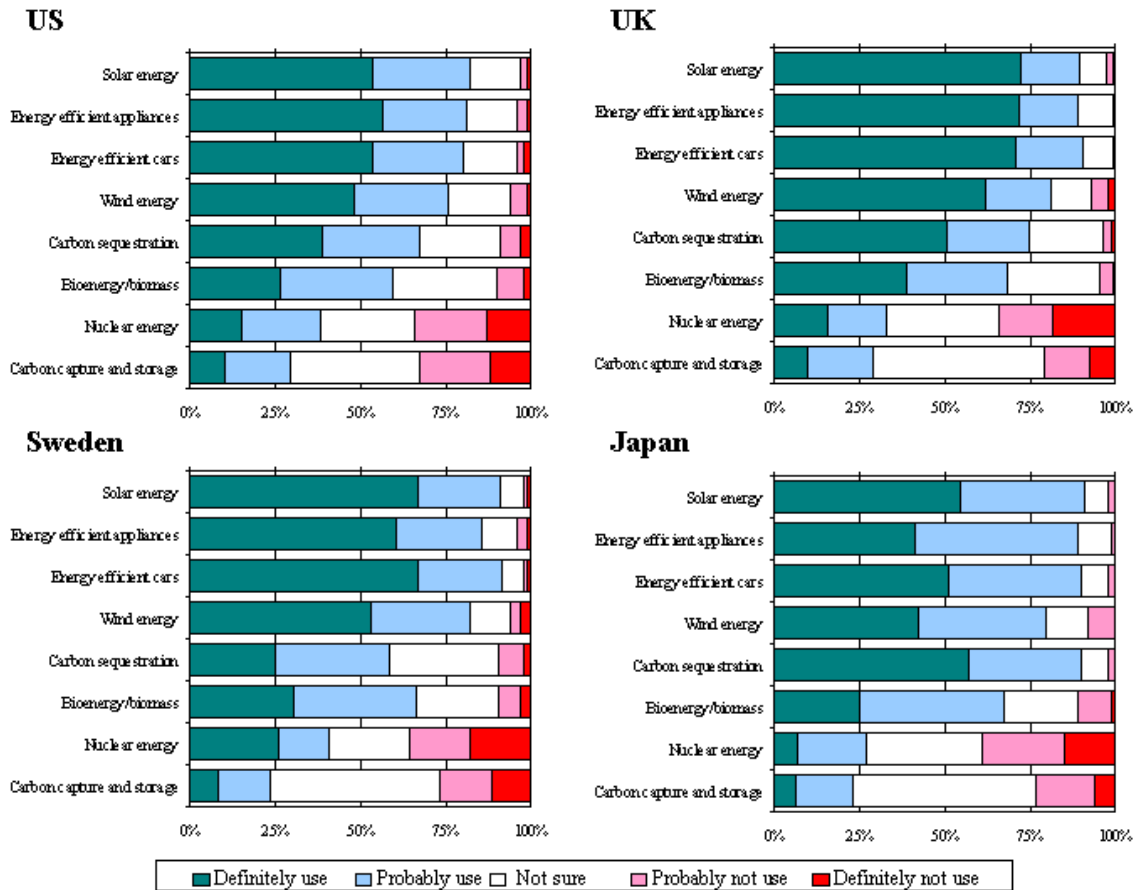 US
Solar energy
Energy efficient appliances
Energy efficient cars
Wind energy
Carbon sequestration
Bioenergy/biomass
Nuclear energy
Carbon capture and storage
0% 25% 50% 75% 100%
UK
Solar energy
Energy efficient appliances
Energy efficient cars
Wind energy
Carbon sequestration
Bioenergy/biomass
Nuclear energy
Carbon capture and storage
0% 25% 50% 75% 100%
Sweden
Solar energy
Energy efficient appliances
Energy efficient cars
Wind energy
Carbon sequestration
Bioenergy/biomass
Nuclear energy
Carbon capture and storage
0% 25% 50% 75% 100%
Japan
Solar energy
Energy efficient appliances
Energy efficient cars
Wind energy
Carbon sequestration
Bioenergy/biomass
Nuclear energy
Carbon capture and storage
0% 25% 50% 75% 100%
Definitely use Probably use Not sure Probably not use Definitely not use